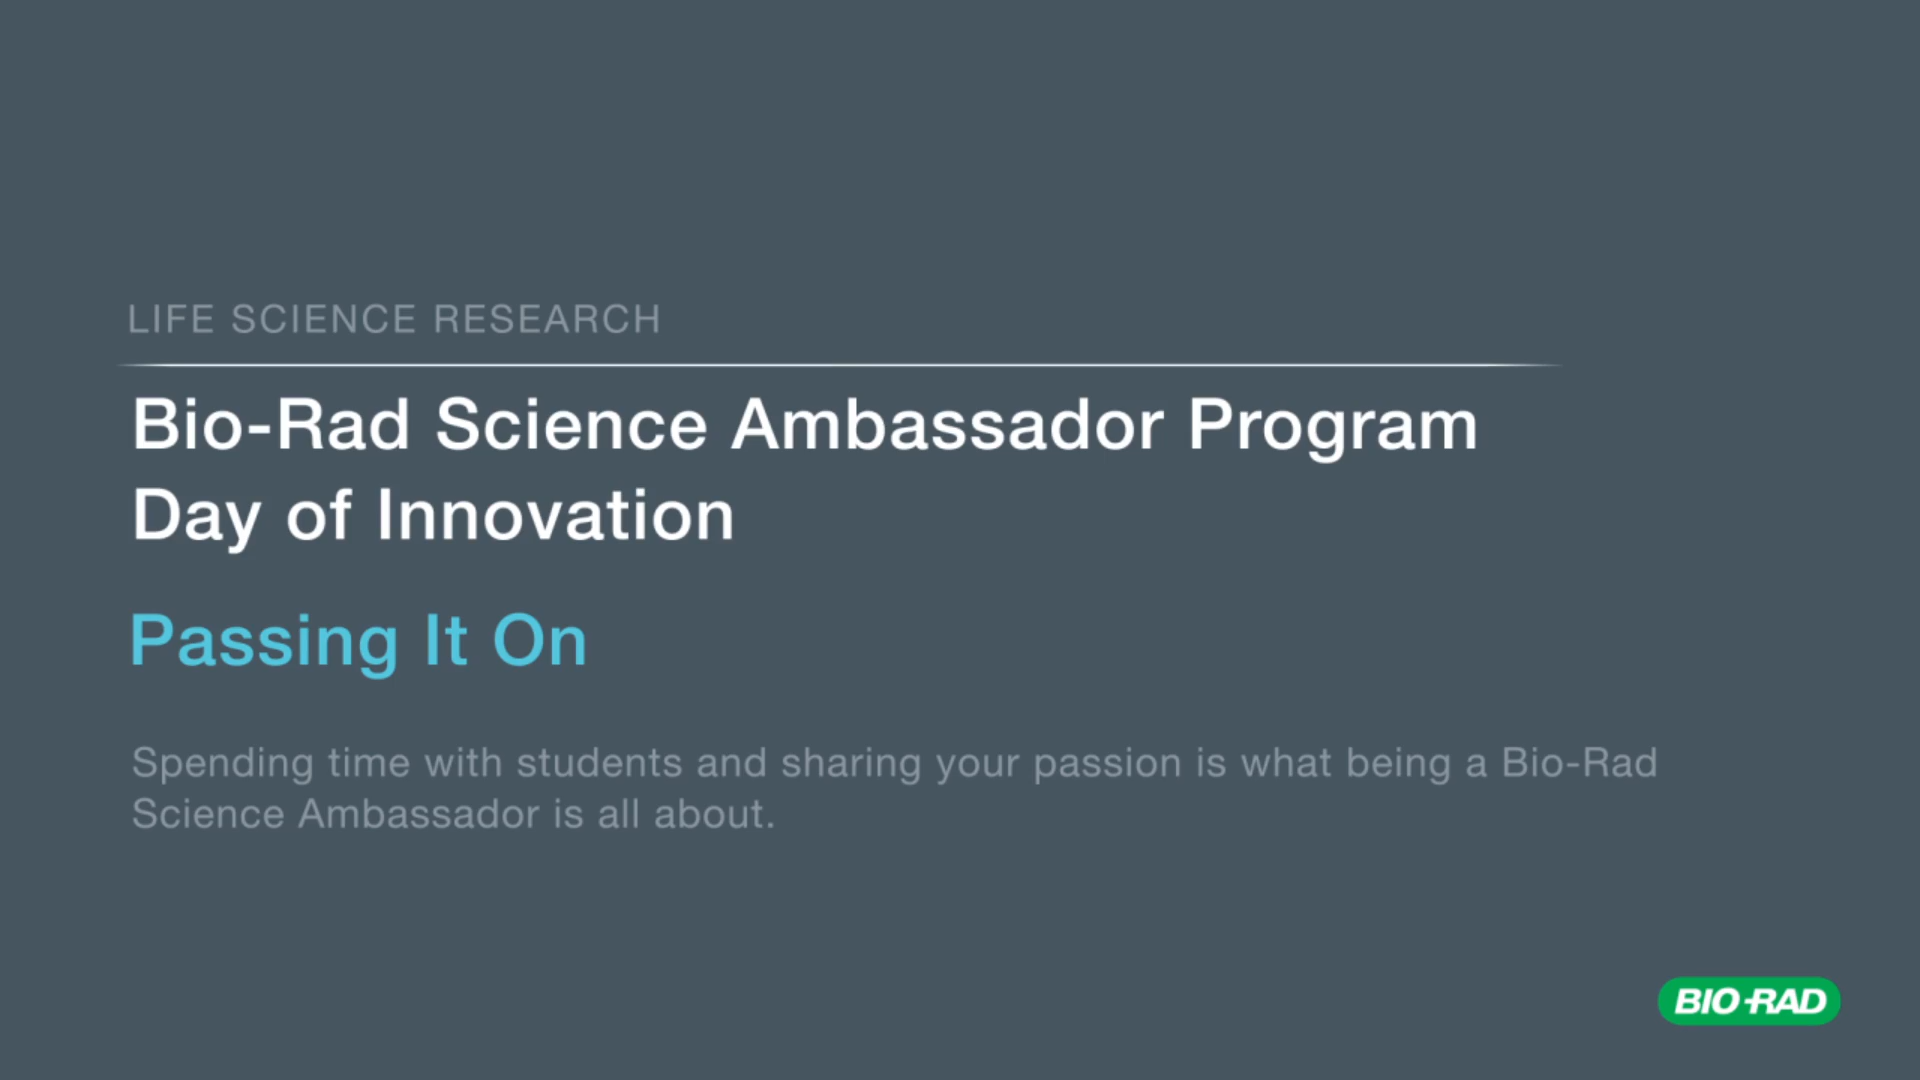 LIFE SCIENCE RESEARCH
Bio-Rad Science Ambassador Program
Day of Innovation
Passing It On
Spending time with students and sharing your passion is what being a Bio-Rad
Science Ambassador is all about.
BIO-RAD